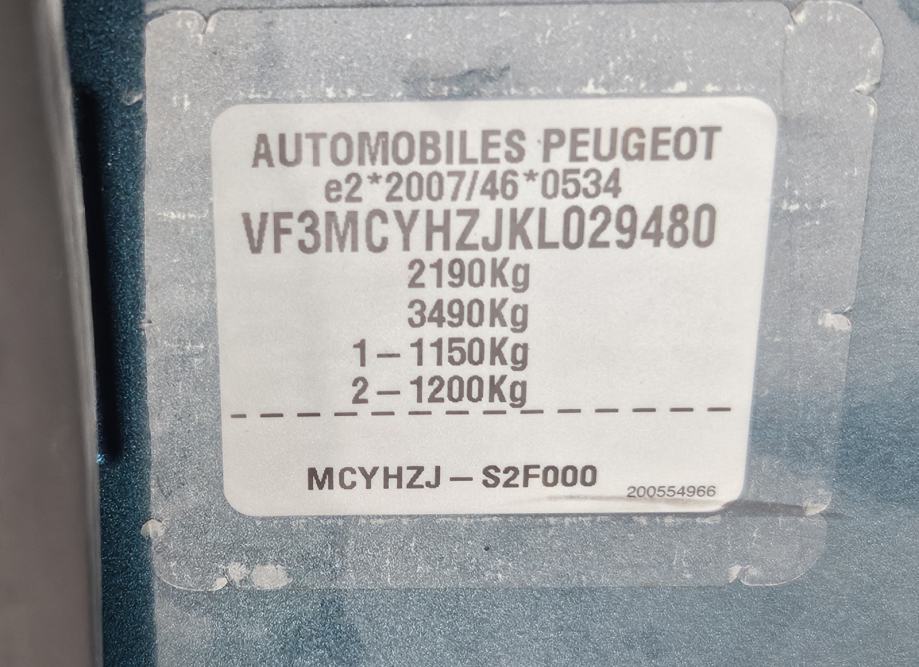 AUTOMOBILES PEUGEOT
e2*2007/46*0534
VF3MCYHZJKL029480
2190Kg
3490Kg
1–1150Kg
2–1200Kg
MCYHZJ – S2F000
200554966